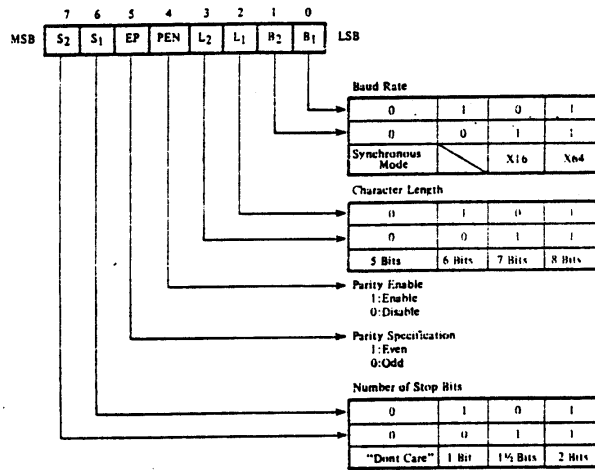 7 6 5 4 3 2 1 0
MSB S2 S1 EP PEN L2 L1 B2 B1 LSB
Baud Rate
0 1 0 1
0 0 1 1
Synchronous Mode X16 X64
Character Length
0 1 0 1
0 0 1 1
5 Bits 6 Bits 7 Bits 8 Bits
Parity Enable
1:Enable
0:Disable
Parity Specification
1:Even
0:Odd
Number of Stop Bits
0 1 0 1
0 0 1 1
"Dont Care" 1 Bit 1½ Bits 2 Bits